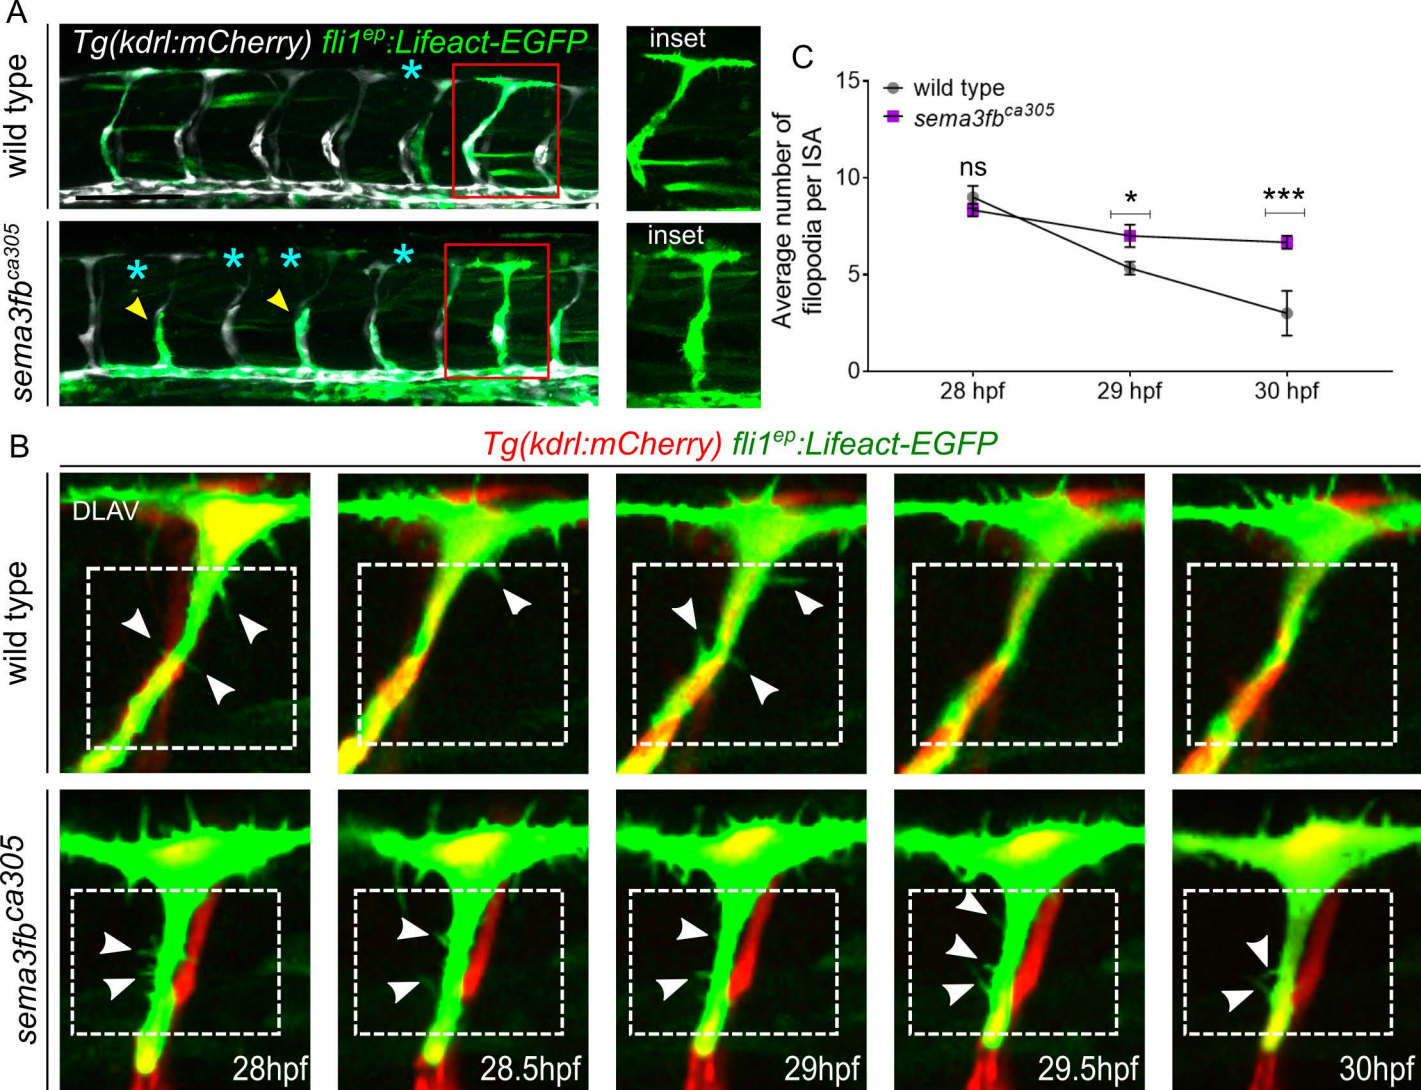 A
wild type
Tg(kdrl:mCherry) fli1ep:Lifeact-EGFP
*
inset
sema3fbca305
* * * *
inset
C
Average number of
filopodia per ISA
15
10
5
0
wild type
sema3fbca305
ns
*
***
28 hpf
29 hpf
30 hpf
B
Tg(kdrl:mCherry) fli1ep:Lifeact-EGFP
wild type
DLAV
sema3fbca305
28hpf
28.5hpf
29hpf
29.5hpf
30hpf